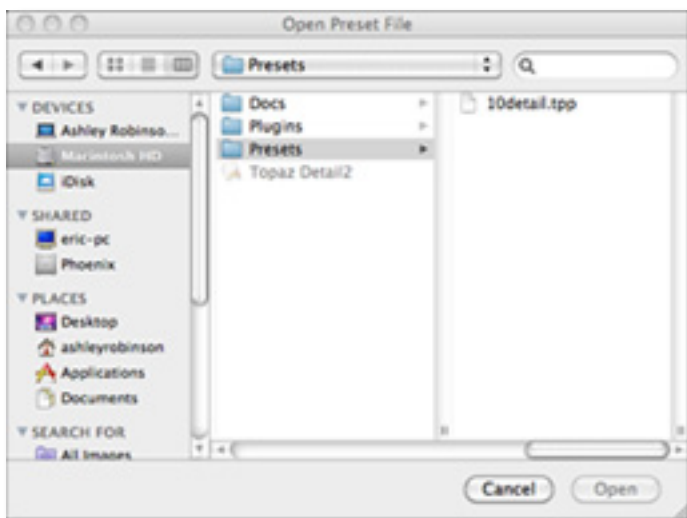 Open Preset File
Presets
DEVICES
Ashley Robinso...
Macintosh HD
iDisk
SHARED
eric-pc
Phoenix
PLACES
Desktop
ashleyrobinson
Applications
Documents
SEARCH FOR
All Images
Docs
Plugins
Presets
Topaz Detail2
10detail.tpp
Cancel
Open